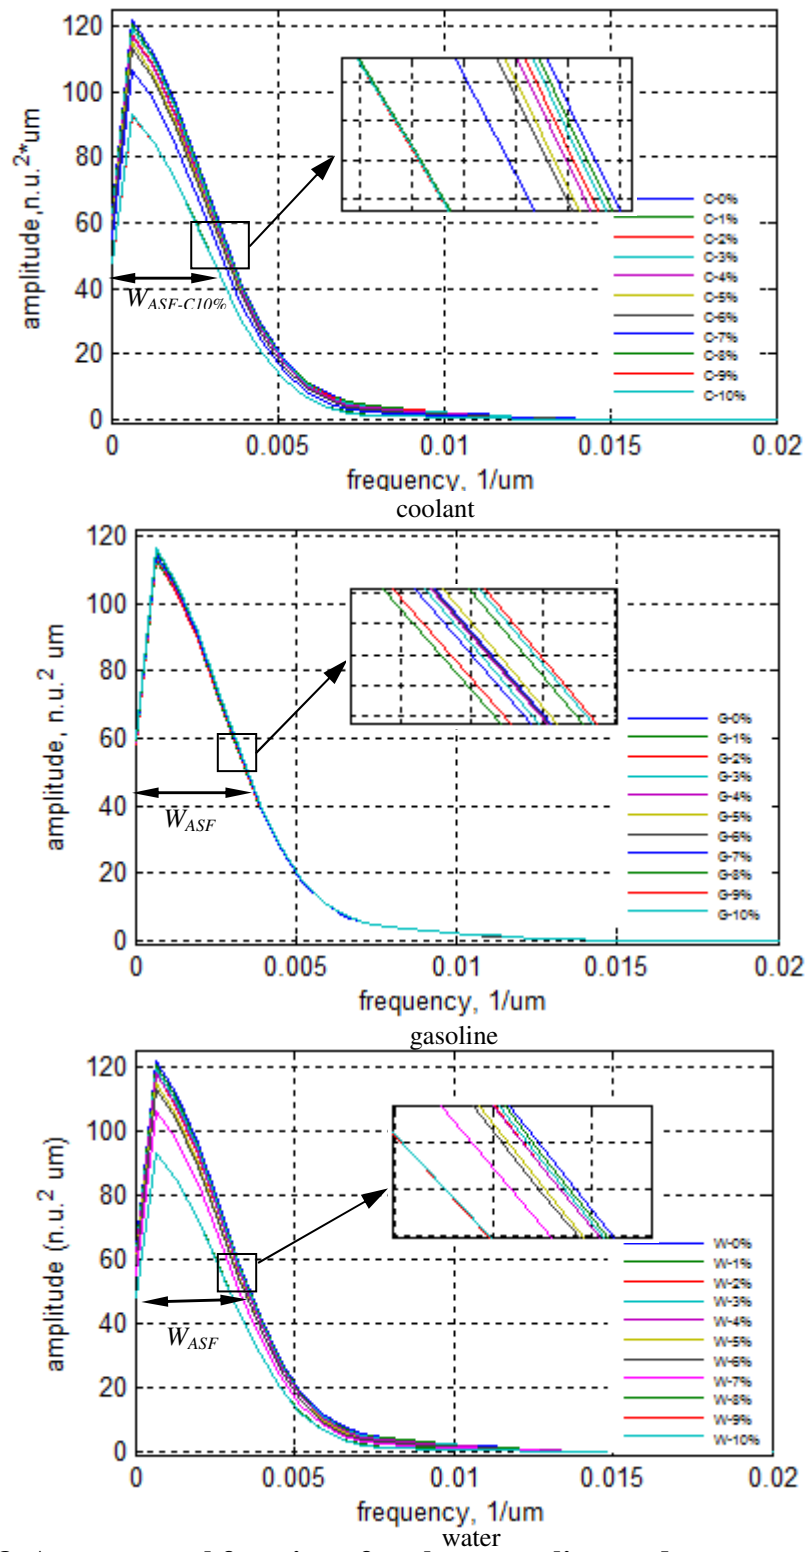 120
100
80
60
40
20
0
amplitude,n.u.²*um
W_ASF-C10%
C-0%
C-1%
C-2%
C-3%
C-4%
C-5%
C-6%
C-7%
C-8%
C-9%
C-10%
0 0.005 0.01 0.015 0.02
frequency, 1/um
coolant
120
100
80
60
40
20
0
amplitude, n.u.² um
W_ASF
G-0%
G-1%
G-2%
G-3%
G-4%
G-5%
G-6%
G-7%
G-8%
G-9%
G-10%
0 0.005 0.01 0.015 0.02
frequency, 1/um
gasoline
120
100
80
60
40
20
0
amplitude (n.u.² um)
W_ASF
W-0%
W-1%
W-2%
W-3%
W-4%
W-5%
W-6%
W-7%
W-8%
W-9%
W-10%
0 0.005 0.01 0.015 0.02
frequency, 1/um)
water